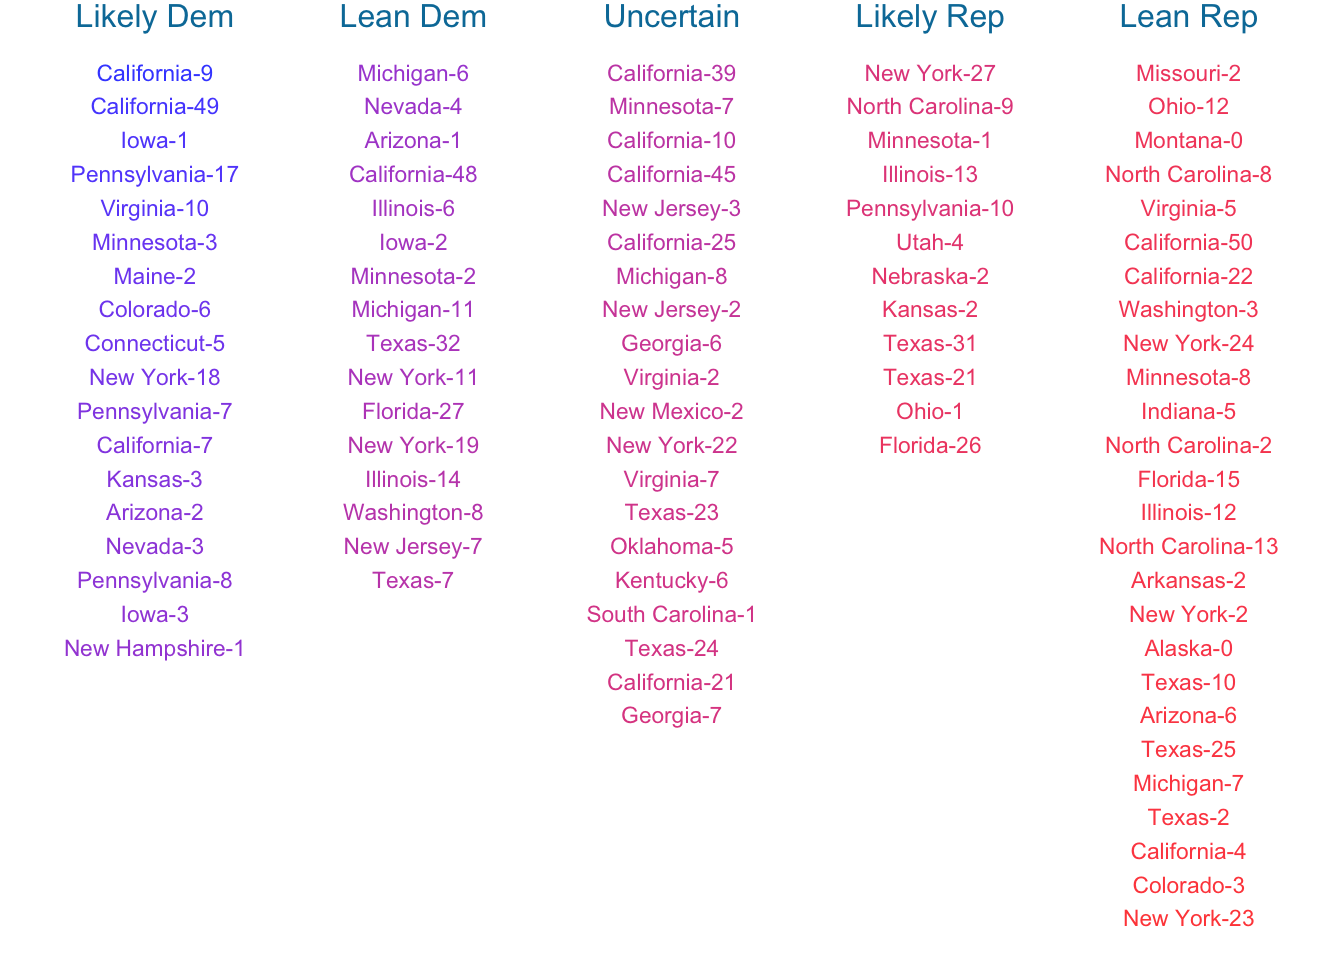 Likely Dem
California-9
California-49
Iowa-1
Pennsylvania-17
Virginia-10
Minnesota-3
Maine-2
Colorado-6
Connecticut-5
New York-18
Pennsylvania-7
California-7
Kansas-3
Arizona-2
Nevada-3
Pennsylvania-8
Iowa-3
New Hampshire-1
Lean Dem
Michigan-6
Nevada-4
Arizona-1
California-48
Illinois-6
Iowa-2
Minnesota-2
Michigan-11
Texas-32
New York-11
Florida-27
New York-19
Illinois-14
Washington-8
New Jersey-7
Texas-7
Uncertain
California-39
Minnesota-7
California-10
California-45
New Jersey-3
California-25
Michigan-8
New Jersey-2
Georgia-6
Virginia-2
New Mexico-2
New York-22
Virginia-7
Texas-23
Oklahoma-5
Kentucky-6
South Carolina-1
Texas-24
California-21
Georgia-7
Likely Rep
New York-27
North Carolina-9
Minnesota-1
Illinois-13
Pennsylvania-10
Utah-4
Nebraska-2
Kansas-2
Texas-31
Texas-21
Ohio-1
Florida-26
Lean Rep
Missouri-2
Ohio-12
Montana-0
North Carolina-8
Virginia-5
California-50
California-22
Washington-3
New York-24
Minnesota-8
Indiana-5
North Carolina-2
Florida-15
Illinois-12
North Carolina-13
Arkansas-2
New York-2
Alaska-0
Texas-10
Arizona-6
Texas-25
Michigan-7
Texas-2
California-4
Colorado-3
New York-23